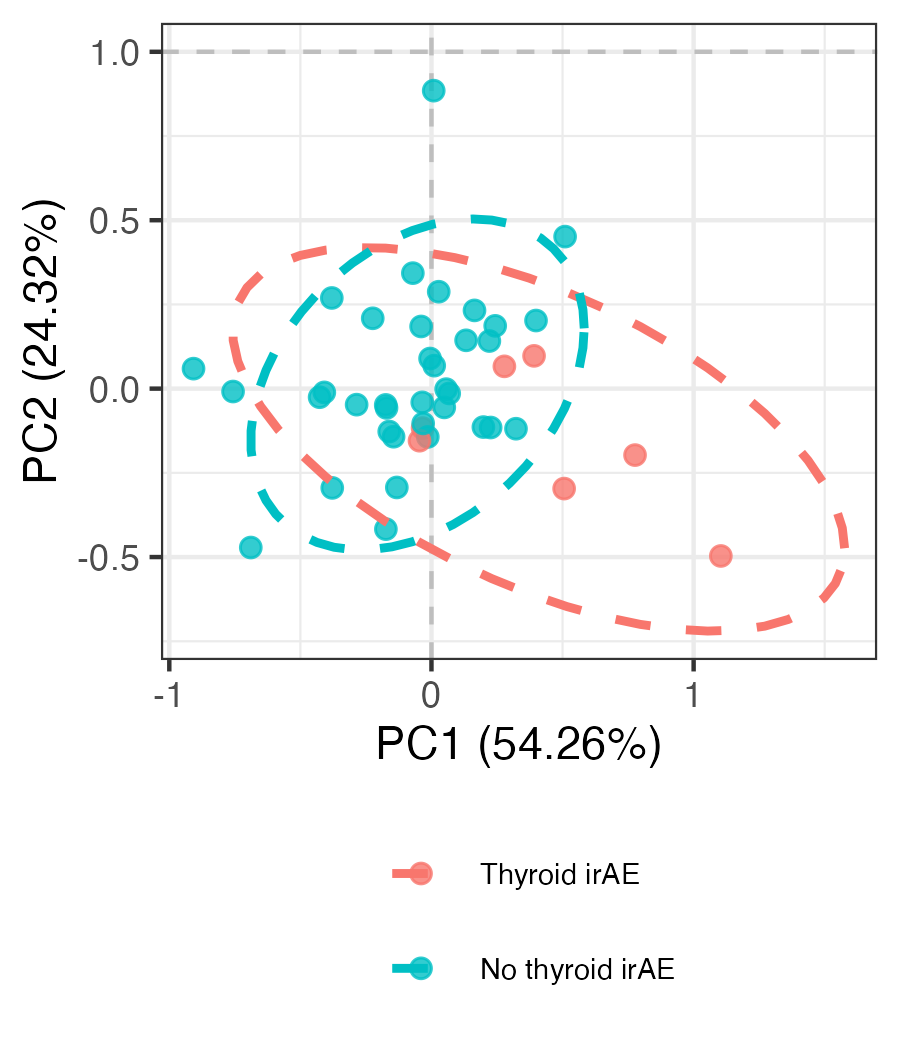 1.0
0.5
0.0
-0.5
PC2 (24.32%)
-1 0 1
PC1 (54.26%)
Thyroid irAE
No thyroid irAE